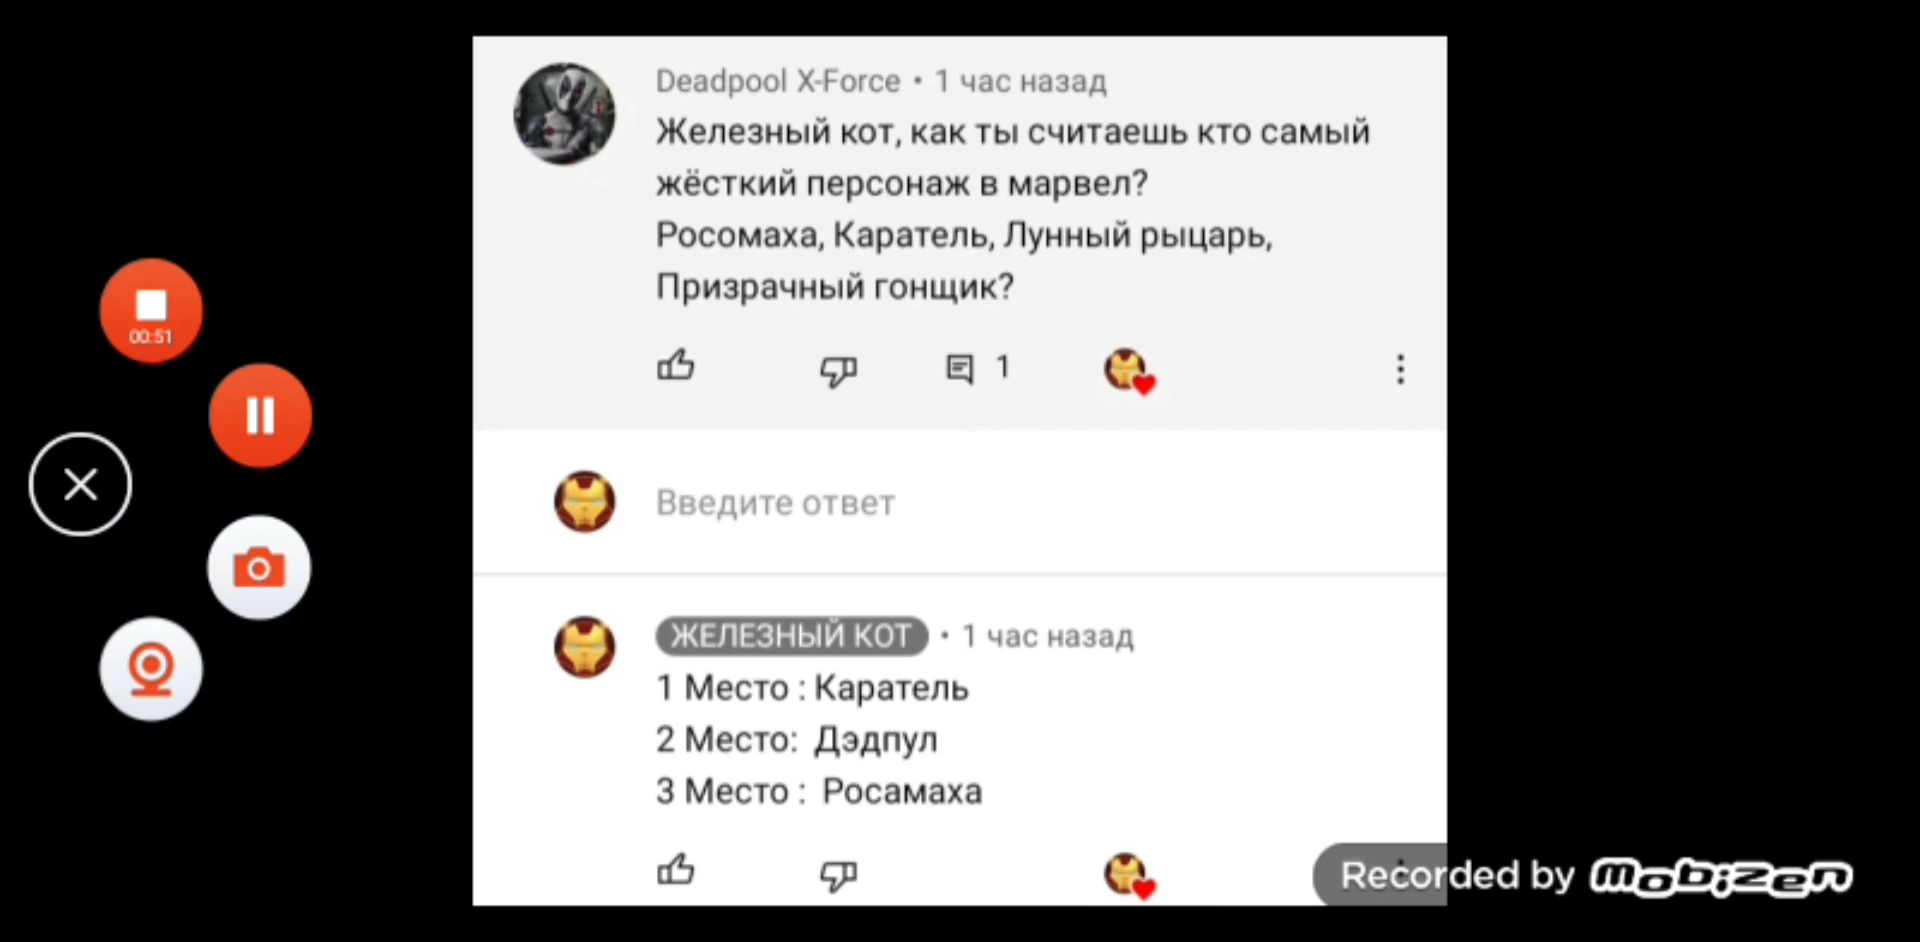 Deadpool X-Force • 1 час назад
Железный кот, как ты считаешь кто самый
жёсткий персонаж в марвел?
Росомаха, Каратель, Лунный рыцарь,
Призрачный гонщик?
00:51
1
Введите ответ
ЖЕЛЕЗНЫЙ КОТ • 1 час назад
1 Место : Каратель
2 Место: Дэдпул
3 Место : Росамаха
Recorded by Mobizen